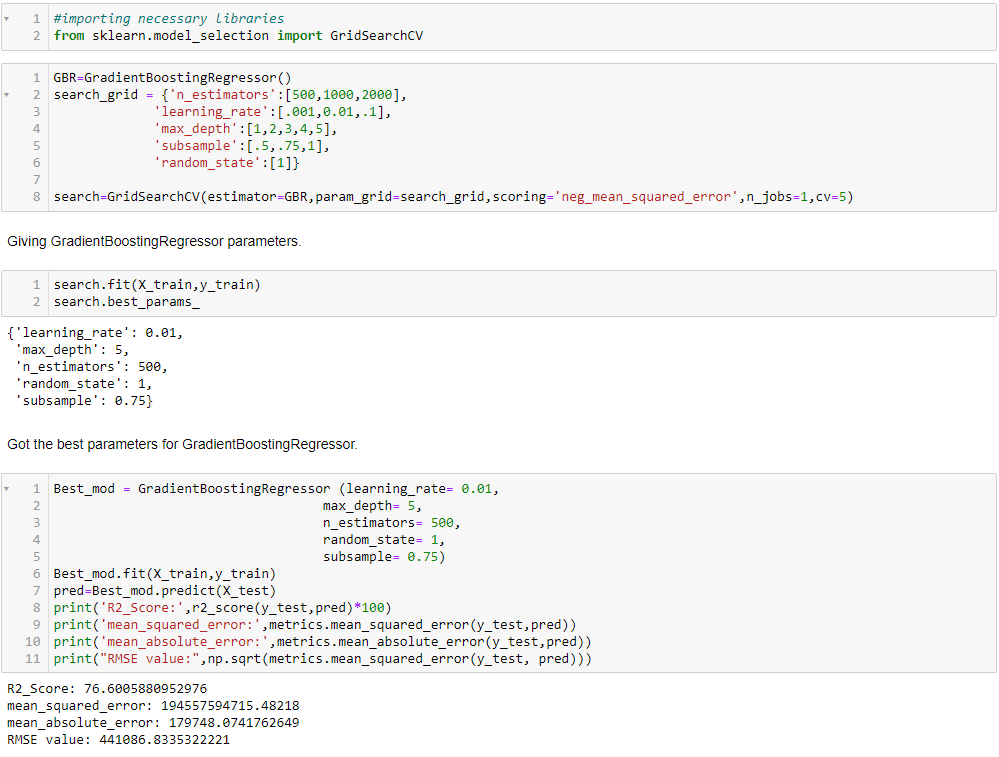 1 #importing necessary libraries
2 from sklearn.model_selection import GridSearchCV
1 GBR=GradientBoostingRegressor()
2 search_grid = {'n_estimators':[500,1000,2000],
3 'learning_rate':[.001,0.01,.1],
4 'max_depth':[1,2,3,4,5],
5 'subsample':[.5,.75,1],
6 'random_state':[1]}
7
8 search=GridSearchCV(estimator=GBR,param_grid=search_grid,scoring='neg_mean_squared_error',n_jobs=1,cv=5)
Giving GradientBoostingRegressor parameters.
1 search.fit(X_train,y_train)
2 search.best_params_
{'learning_rate': 0.01,
'max_depth': 5,
'n_estimators': 500,
'random_state': 1,
'subsample': 0.75}
Got the best parameters for GradientBoostingRegressor.
1 Best_mod = GradientBoostingRegressor (learning_rate= 0.01,
2 max_depth= 5,
3 n_estimators= 500,
4 random_state= 1,
5 subsample= 0.75)
6 Best_mod.fit(X_train,y_train)
7 pred=Best_mod.predict(X_test)
8 print('R2_Score:',r2_score(y_test,pred)*100)
9 print('mean_squared_error:',metrics.mean_squared_error(y_test,pred))
10 print('mean_absolute_error:',metrics.mean_absolute_error(y_test,pred))
11 print("RMSE value:",np.sqrt(metrics.mean_squared_error(y_test, pred)))
R2_Score: 76.6005880952976
mean_squared_error: 194557594715.48218
mean_absolute_error: 179748.0741762649
RMSE value: 441086.8335322221